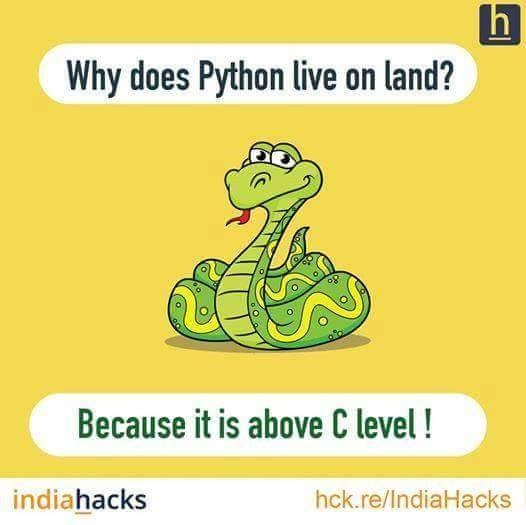 h
Why does Python live on land?
Because it is above C level !
indiahacks
hck.re/IndiaHacks